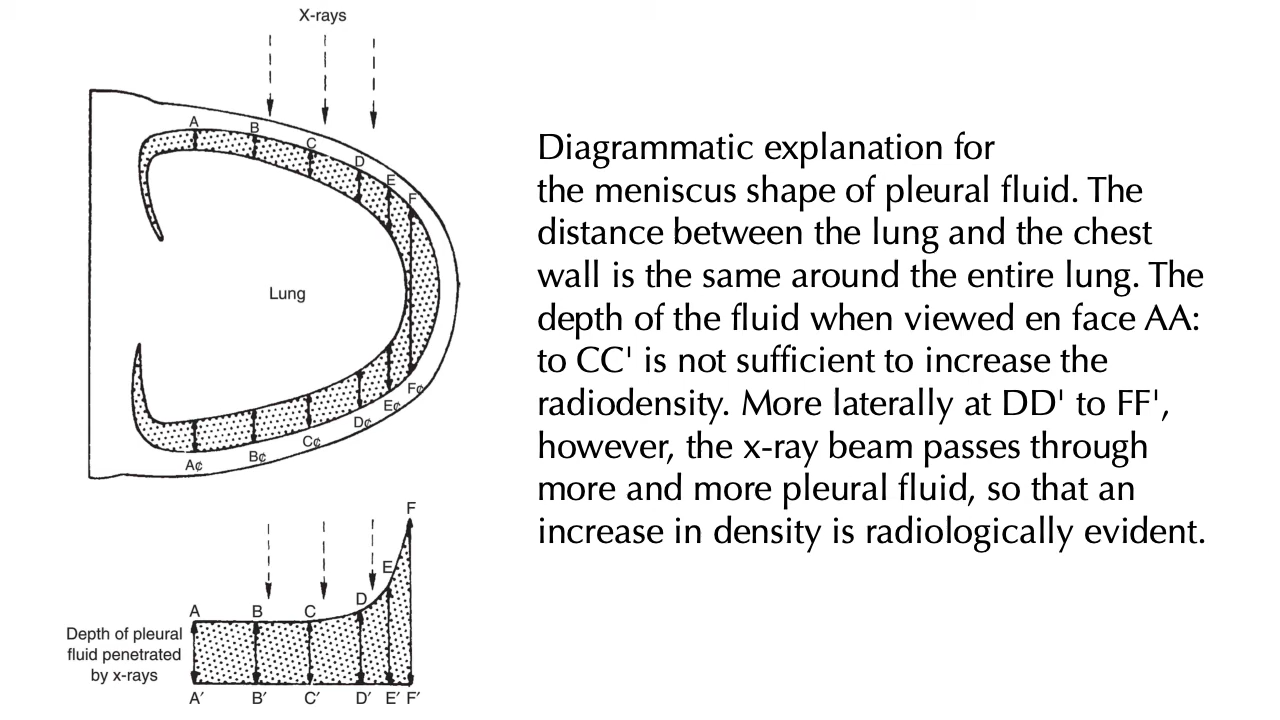 X-rays
A
B
C
D
E
F
Lung
F¢
E¢
D¢
C¢
B¢
A¢
F
E
D
A B C
Depth of pleural
fluid penetrated
by x-rays
A′ B′ C′ D′ E′ F′
Diagrammatic explanation for
the meniscus shape of pleural fluid. The
distance between the lung and the chest
wall is the same around the entire lung. The
depth of the fluid when viewed en face AA:
to CC' is not sufficient to increase the
radiodensity. More laterally at DD' to FF',
however, the x-ray beam passes through
more and more pleural fluid, so that an
increase in density is radiologically evident.